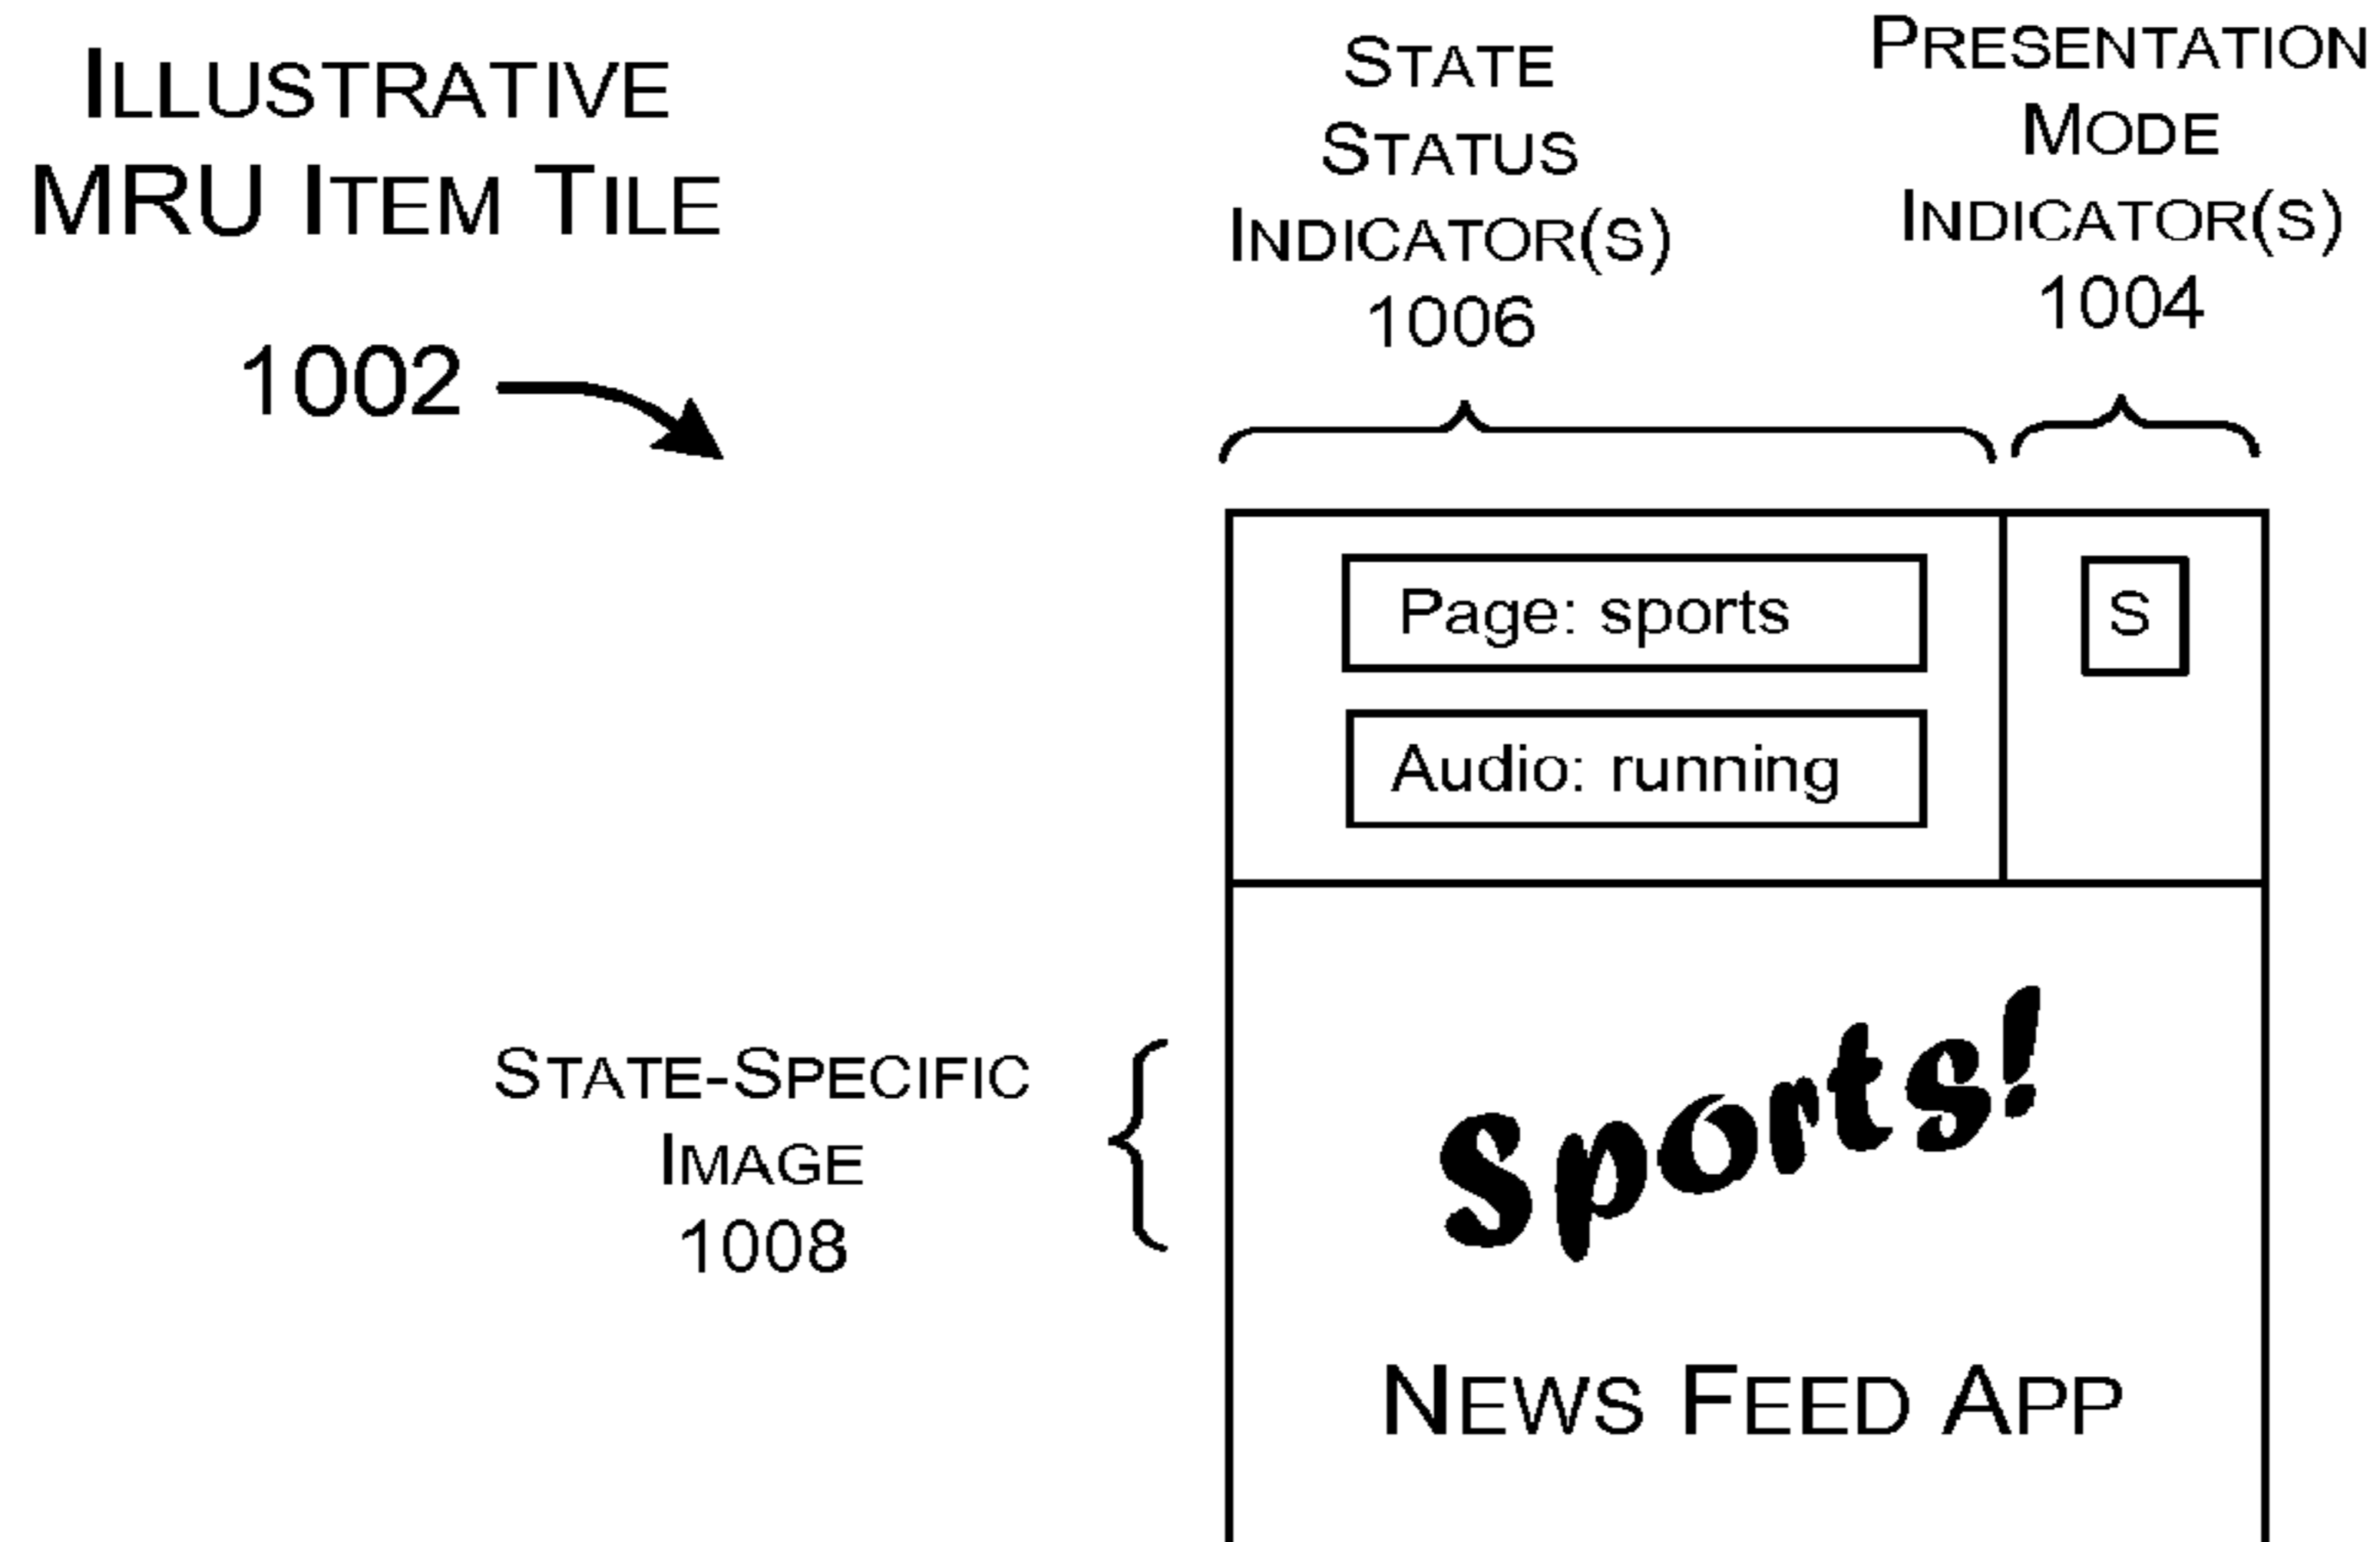 ILLUSTRATIVE
MRU ITEM TILE
1002
STATE
STATUS
INDICATOR(S)
1006
PRESENTATION
MODE
INDICATOR(S)
1004
Page: sports
S
Audio: running
STATE-SPECIFIC
IMAGE
1008
Sports!
NEWS FEED APP